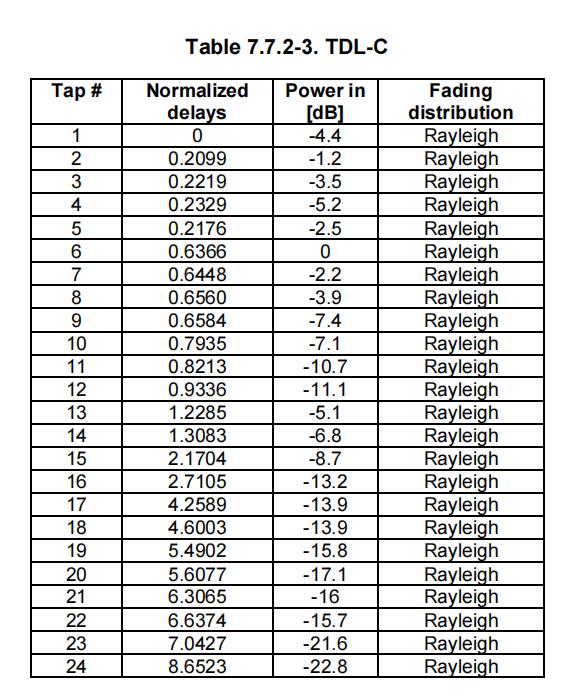 Table 7.7.2-3. TDL-C
Tap # Normalized delays Power in [dB] Fading distribution
1 0 -4.4 Rayleigh
2 0.2099 -1.2 Rayleigh
3 0.2219 -3.5 Rayleigh
4 0.2329 -5.2 Rayleigh
5 0.2176 -2.5 Rayleigh
6 0.6366 0 Rayleigh
7 0.6448 -2.2 Rayleigh
8 0.6560 -3.9 Rayleigh
9 0.6584 -7.4 Rayleigh
10 0.7935 -7.1 Rayleigh
11 0.8213 -10.7 Rayleigh
12 0.9336 -11.1 Rayleigh
13 1.2285 -5.1 Rayleigh
14 1.3083 -6.8 Rayleigh
15 2.1704 -8.7 Rayleigh
16 2.7105 -13.2 Rayleigh
17 4.2589 -13.9 Rayleigh
18 4.6003 -13.9 Rayleigh
19 5.4902 -15.8 Rayleigh
20 5.6077 -17.1 Rayleigh
21 6.3065 -16 Rayleigh
22 6.6374 -15.7 Rayleigh
23 7.0427 -21.6 Rayleigh
24 8.6523 -22.8 Rayleigh